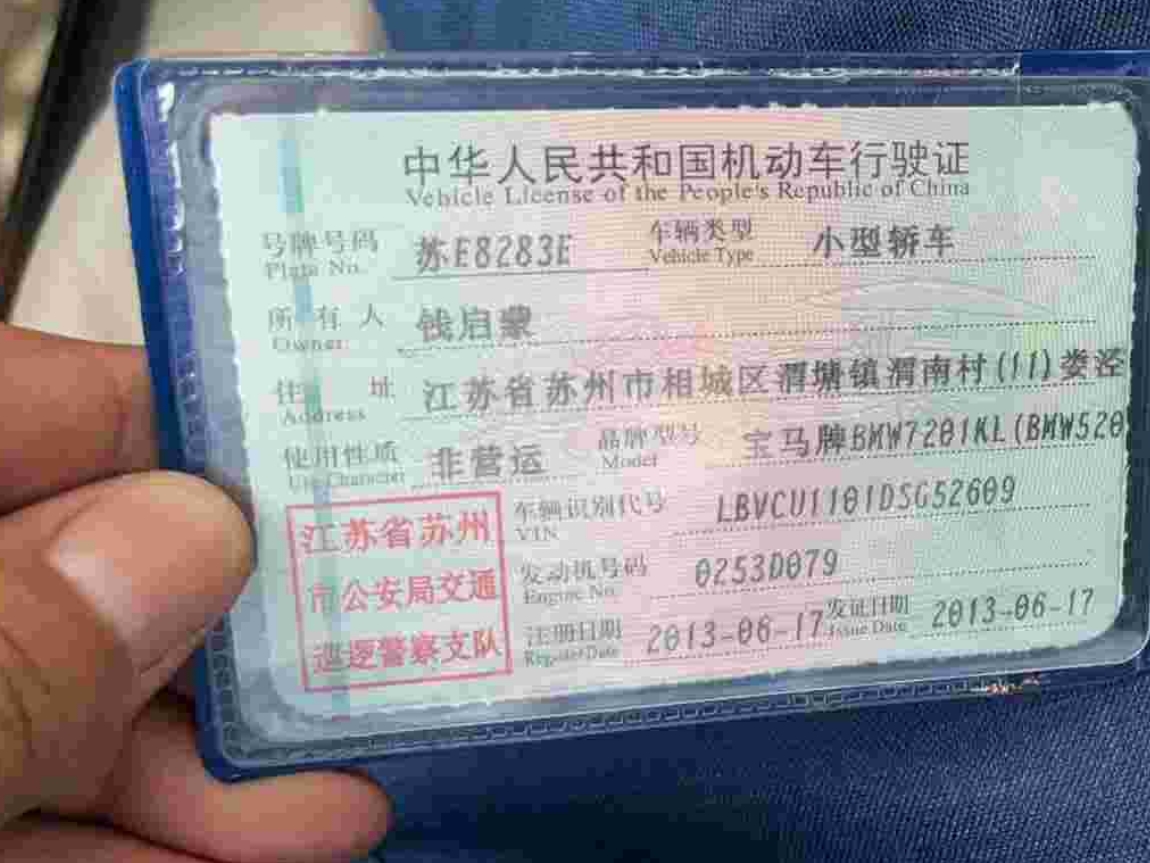 中华人民共和国机动车行驶证
Vehicle License of the People's Republic of China
号牌号码 苏E8283E 车辆类型 小型轿车
Plate No. Vehicle Type
所有人 钱启蒙
Owner
住址 江苏省苏州市相城区渭塘镇渭南村(11)娄泾
Address
使用性质 非营运 品牌型号 宝马牌BMW7201KL(BMW520
Use Character Model
车辆识别代号 LBVCU1101DSG52609
VIN
发动机号码 0253D079
Engine No.
注册日期 2013-06-17 发证日期 2013-06-17
Register Date Issue Date
江苏省苏州
市公安局交通
巡逻警察支队